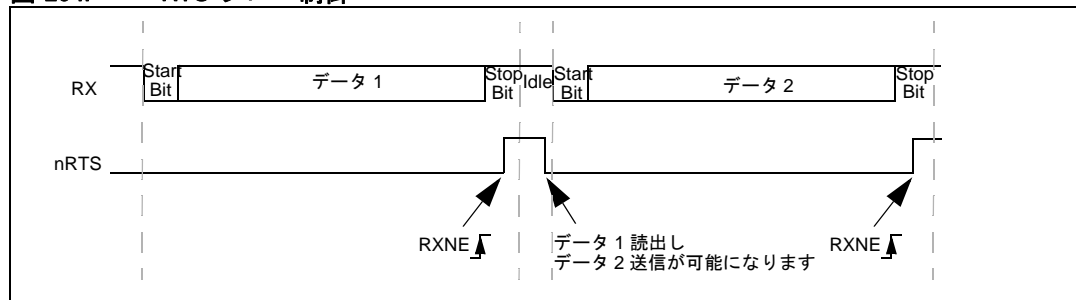 RX
Start
Bit
データ 1
Stop
Bit
Idle
Start
Bit
データ 2
Stop
Bit
nRTS
RXNE
データ 1 読出し
データ 2 送信が可能になります
RXNE